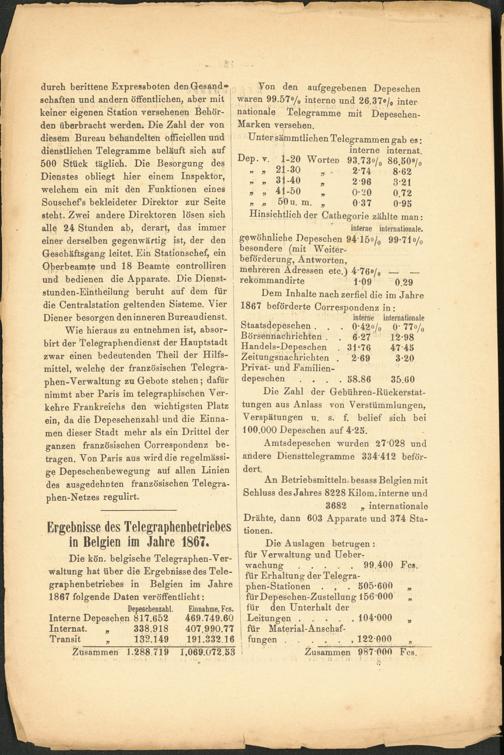 durch berittene Expressboten den Gesand-
schaften und andern öffentlichen, aber mit
keiner eigenen Station versehenen Behör-
den überbracht werden. Die Zahl der von
diesem Bureau behandelten officiellen und
dienstlichen Telegramme beläuft sich auf
500 Stück täglich. Die Besorgung des
Dienstes obliegt hier einem Inspektor,
welchem ein mit den Funktionen eines
Souschef's bekleideter Direktor zur Seite
steht. Zwei andere Direktoren lösen sich
alle 24 Stunden ab, derart, das immer
einer derselben gegenwärtig ist, der den
Geschäftsgang leitet. Ein Stationschef, ein
Oberbeamte und 18 Beamte controlliren
und bedienen die Apparate. Die Dienst-
stunden-Eintheilung beruht auf dem für
die Centralstation geltenden Sisteme. Vier
Diener besorgen den inneren Bureaudienst.
Wie hieraus zu entnehmen ist, absor-
birt der Telegraphendienst der Hauptstadt
zwar einen bedeutenden Theil der Hilfs-
mittel, welche der französischen Telegra-
phen-Verwaltung zu Gebote stehen; dafür
nimmt aber Paris im telegraphischen Ver-
kehre Frankreichs den wichtigsten Platz
ein, da die Depeschenzahl und die Einna-
men dieser Stadt mehr als ein Drittel der
ganzen französischen Correspondenz be-
tragen. Von Paris aus wird die regelmässi-
ge Depeschenbewegung auf allen Linien
des ausgedehnten französischen Telegra-
phen-Netzes regulirt.
Ergebnisse des Telegraphenbetriebes
in Belgien im Jahre 1867.
Die kön. belgische Telegraphen-Ver-
waltung hat über die Ergebnisse des Tele-
graphenbetriebes in Belgien im Jahre
1867 folgende Daten veröffentlicht:
Depeschenzahl. Einnahme, Fcs.
Interne Depeschen 817.652 469.749.60
Internat. „ 338,918 407,990,77
Transit „ 132,149 191,332.16
Zusammen 1.288.719 1,069,072,53
Von den aufgegebenen Depeschen
waren 99.57% interne und 26.37% inter
nationale Telegramme mit Depeschen-
Marken versehen.
Unter sämmtlichen Telegrammen gab es:
interne internat.
Dep. v. 1-20 Worten 93,73% 86,50%
„ „ 21-30 „ 2·74 8·62
„ „ 31-40 „ 2·96 3·21
„ „ 41-50 „ 0·20 0,72
„ „ 50 u. m. „ 0·37 0·95
Hinsichtlich der Cathegorie zählte man:
interne internationale.
gewöhnliche Depeschen 94·15% 99·71%
besondere (mit Weiter-
beförderung, Antworten,
mehreren Adressen etc.) 4·76% — —
rekommandirte 1·09 0,29
Dem Inhalte nach zerfiel die im Jahre
1867 beförderte Correspondenz in:
interne internationale
Staatsdepeschen . . . 0·42% 0·77%
Börsennachrichten . . 6·27 12·98
Handels-Depeschen . 31·76 47·45
Zeitungsnachrichten . 2·69 3·20
Privat- und Familien-
depeschen . . . . 58.86 35.60
Die Zahl der Gebühren-Rückerstat-
tungen aus Anlass von Verstümmlungen,
Verspätungen u. s. f. belief sich bei
100,000 Depeschen auf 4·25.
Amtsdepeschen wurden 27·028 und
andere Diensttelegramme 334·412 beför-
dert.
An Betriebsmitteln besass Belgien mit
Schluss des Jahres 8228 Kilom. interne und
3682 „ internationale
Drähte, dann 603 Apparate und 374 Sta-
tionen.
Die Auslagen betrugen:
für Verwaltung und Ueber-
wachung . . . . . 99,400 Fcs.
für Erhaltung der Telegra-
phen-Stationen . . . 505·600 „
für Depeschen-Zustellung 156·000 „
für den Unterhalt der
Leitungen . . . . . 104·000 „
für Material-Anschaf-
fungen . . . . . . 122·000 „
Zusammen 987·000 Fcs.